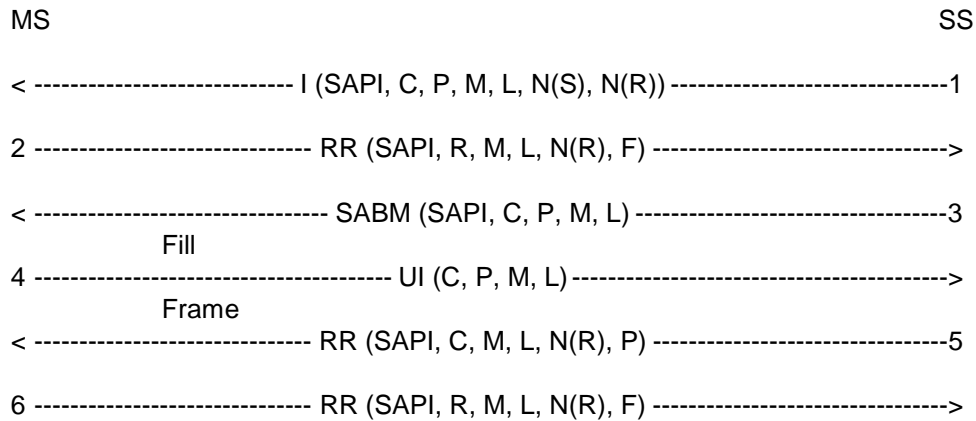 MS SS
< ----------------------------- I (SAPI, C, P, M, L, N(S), N(R)) -------------------------------1
2 ------------------------------- RR (SAPI, R, M, L, N(R), F) --------------------------------->
< --------------------------------- SABM (SAPI, C, P, M, L) -----------------------------------3
Fill
4 ---------------------------------------- UI (C, P, M, L) ------------------------------------------>
Frame
< ------------------------------- RR (SAPI, C, M, L, N(R), P) ---------------------------------5
6 ------------------------------- RR (SAPI, R, M, L, N(R), F) --------------------------------->